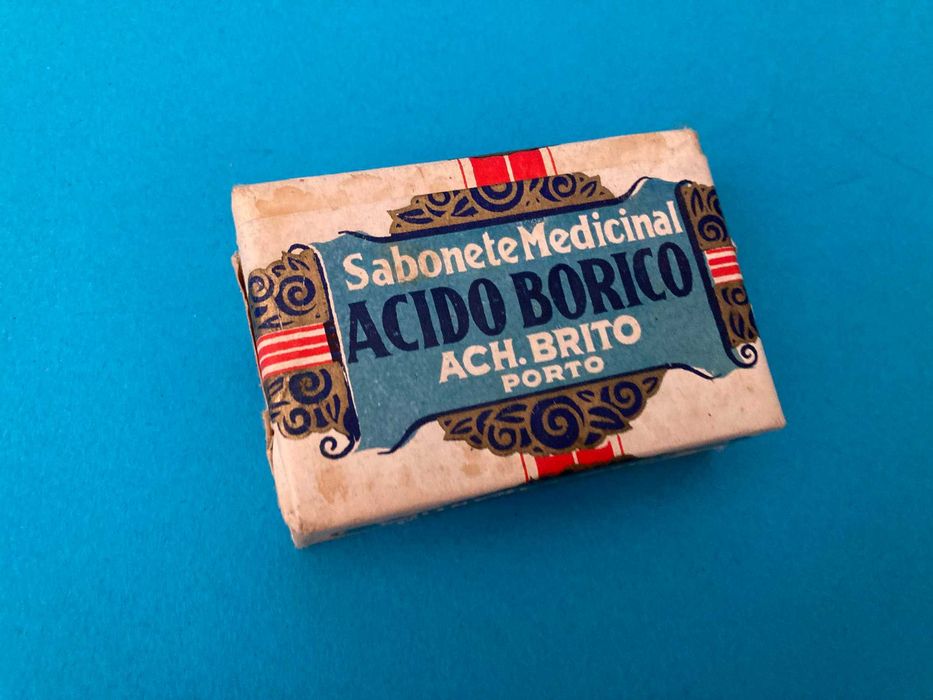 Sabonete Medicinal
ACIDO BORICO
ACH. BRITO
PORTO